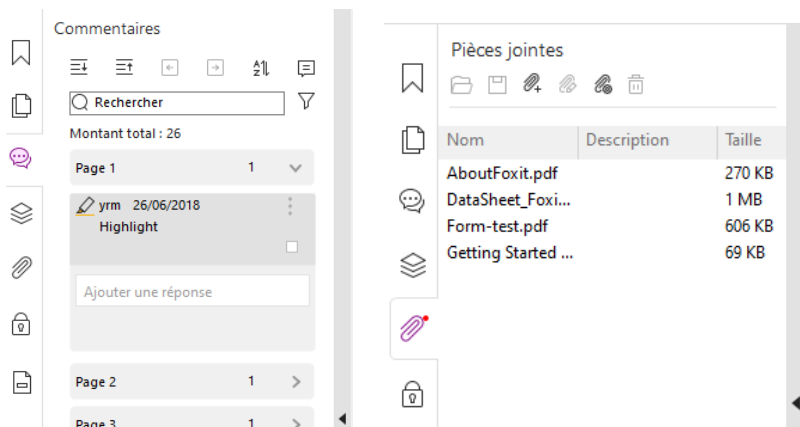 Commentaires
Rechercher
Montant total : 26
Page 1 1
yrm 26/06/2018
Highlight
Ajouter une réponse
Page 2 1
Page 3 1
Pièces jointes
Nom Description Taille
AboutFoxit.pdf 270 KB
DataSheet_Foxi... 1 MB
Form-test.pdf 606 KB
Getting Started ... 69 KB